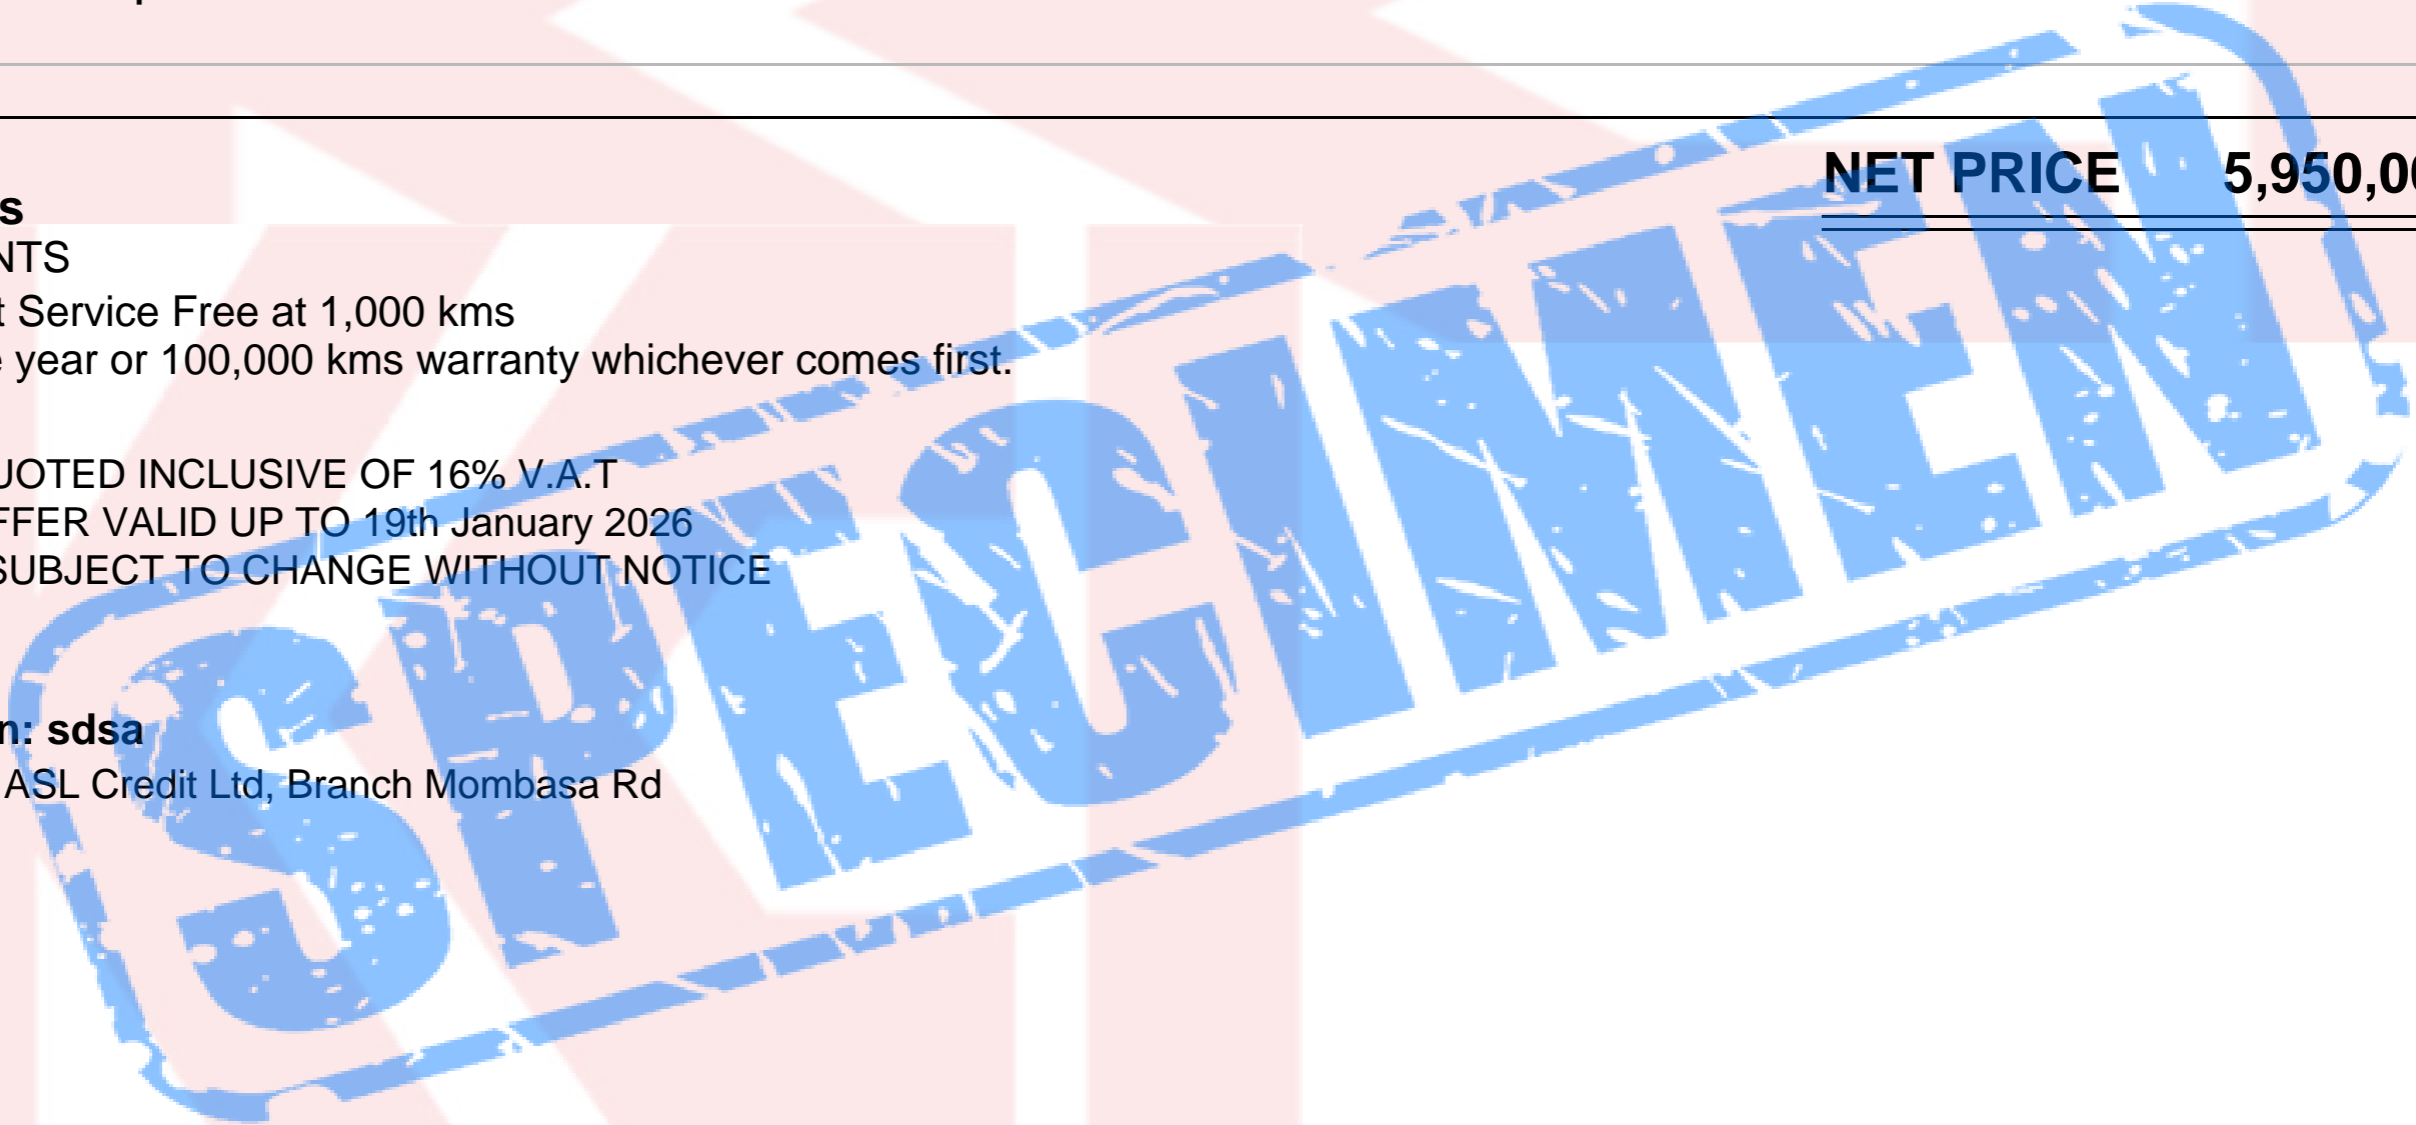 NET PRICE 5,950,00
s
NTS
t Service Free at 1,000 kms
e year or 100,000 kms warranty whichever comes first.
UOTED INCLUSIVE OF 16% V.A.T
FFER VALID UP TO 19th January 2026
SUBJECT TO CHANGE WITHOUT NOTICE
n: sdsa
ASL Credit Ltd, Branch Mombasa Rd
SPECIMEN